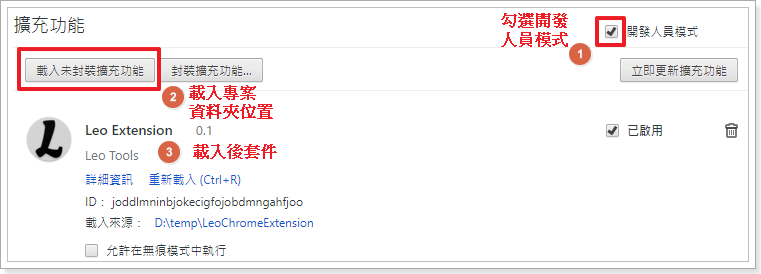 擴充功能
勾選開發
人員模式
1
開發人員模式
載入未封裝擴充功能
封裝擴充功能...
立即更新擴充功能
2
載入專案
資料夾位置
L
Leo Extension 0.1
已啟用
Leo Tools
3
載入後套件
詳細資訊 重新載入 (Ctrl+R)
ID： joddlmninbjokecigfojobdmngahfjoo
載入來源： D:\temp\LeoChromeExtension
允許在無痕模式中執行